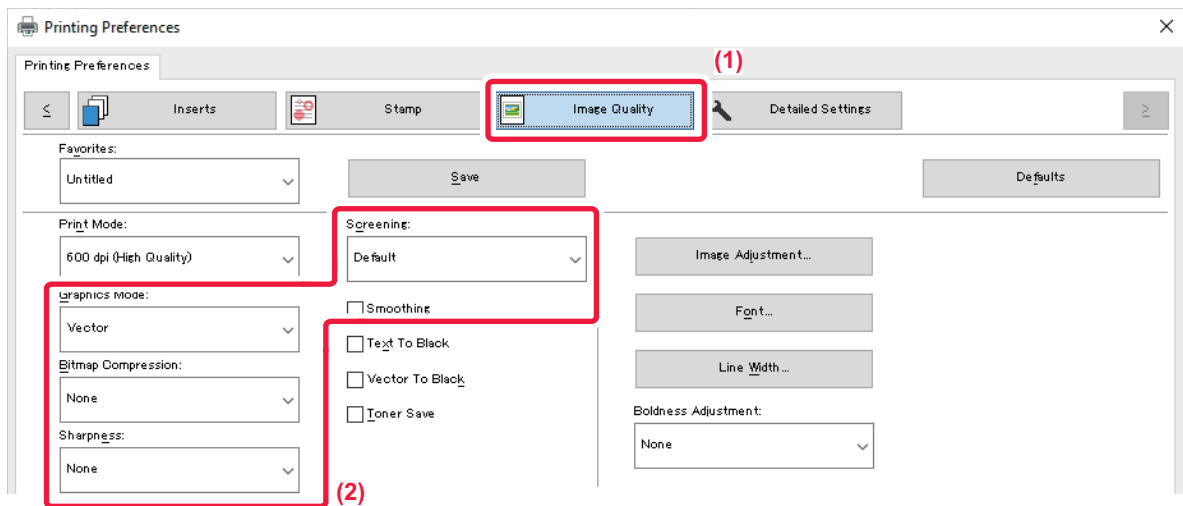 Printing Preferences
Printing Preferences
(1)
<
Inserts
Stamp
Image Quality
Detailed Settings
>
Favorites:
Untitled
Save
Defaults
Print Mode:
600 dpi (High Quality)
Screening:
Default
Image Adjustment...
Graphics Mode:
Vector
Smoothing
Font...
Text To Black
Bitmap Compression:
None
Vector To Black
Line Width...
Toner Save
Boldness Adjustment:
None
Sharpness:
None
(2)